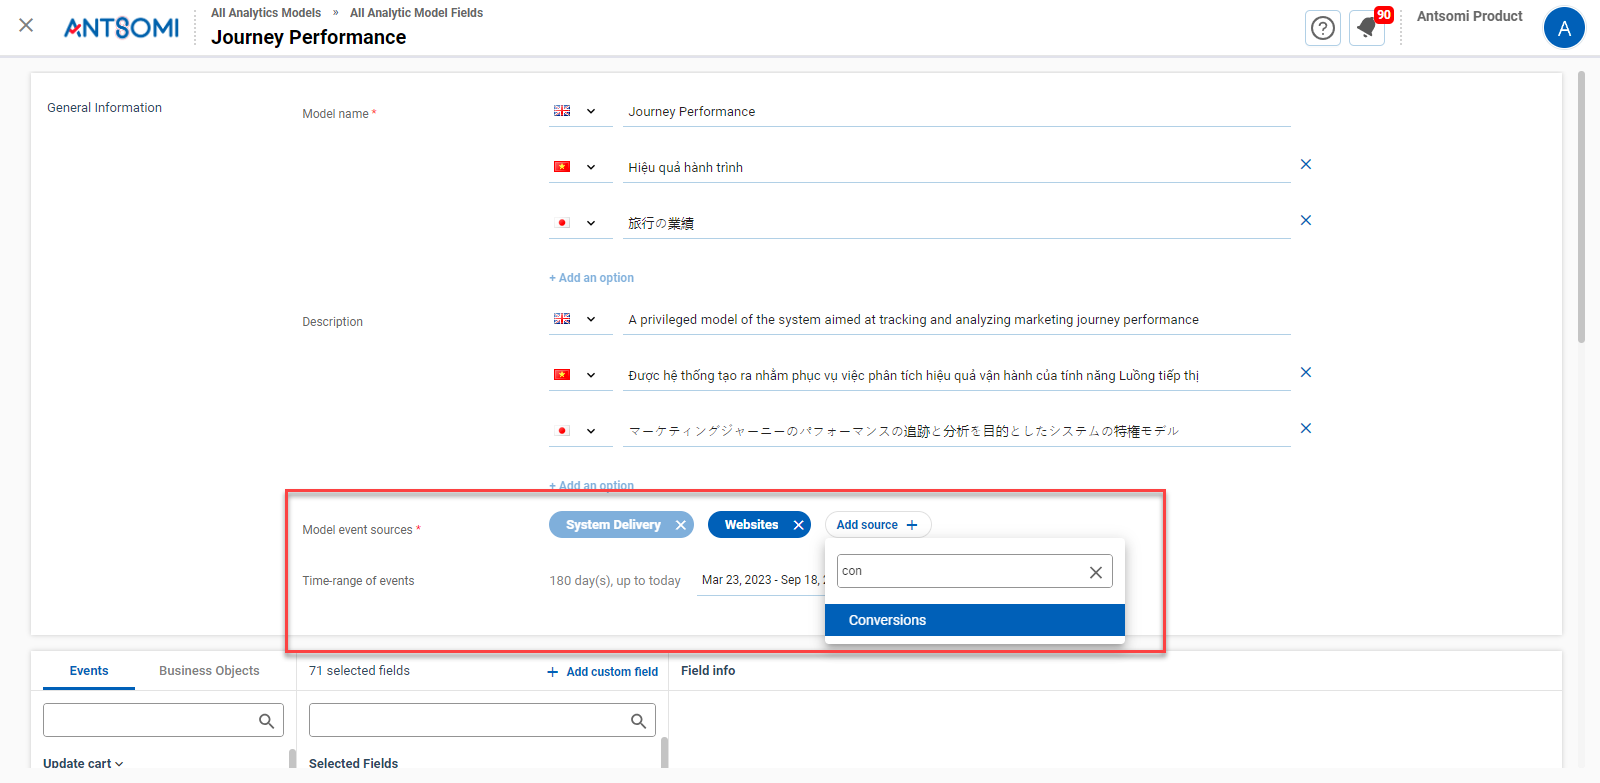 ANTSOMI
All Analytics Models » All Analytic Model Fields
Journey Performance
90
Antsomi Product
A
General Information
Model name *
Journey Performance
Hiệu quả hành trình
旅行の業績
+ Add an option
Description
A privileged model of the system aimed at tracking and analyzing marketing journey performance
Được hệ thống tạo ra nhằm phục vụ việc phân tích hiệu quả vận hành của tính năng Luồng tiếp thị
マーケティングジャーニーのパフォーマンスの追跡と分析を目的としたシステムの特権モデル
+ Add an option
Model event sources *
System Delivery
Websites
Add source +
con
Conversions
Time-range of events
180 day(s), up to today
Mar 23, 2023 - Sep 18,
Events
Business Objects
71 selected fields
+ Add custom field
Field info
Update cart
Selected Fields